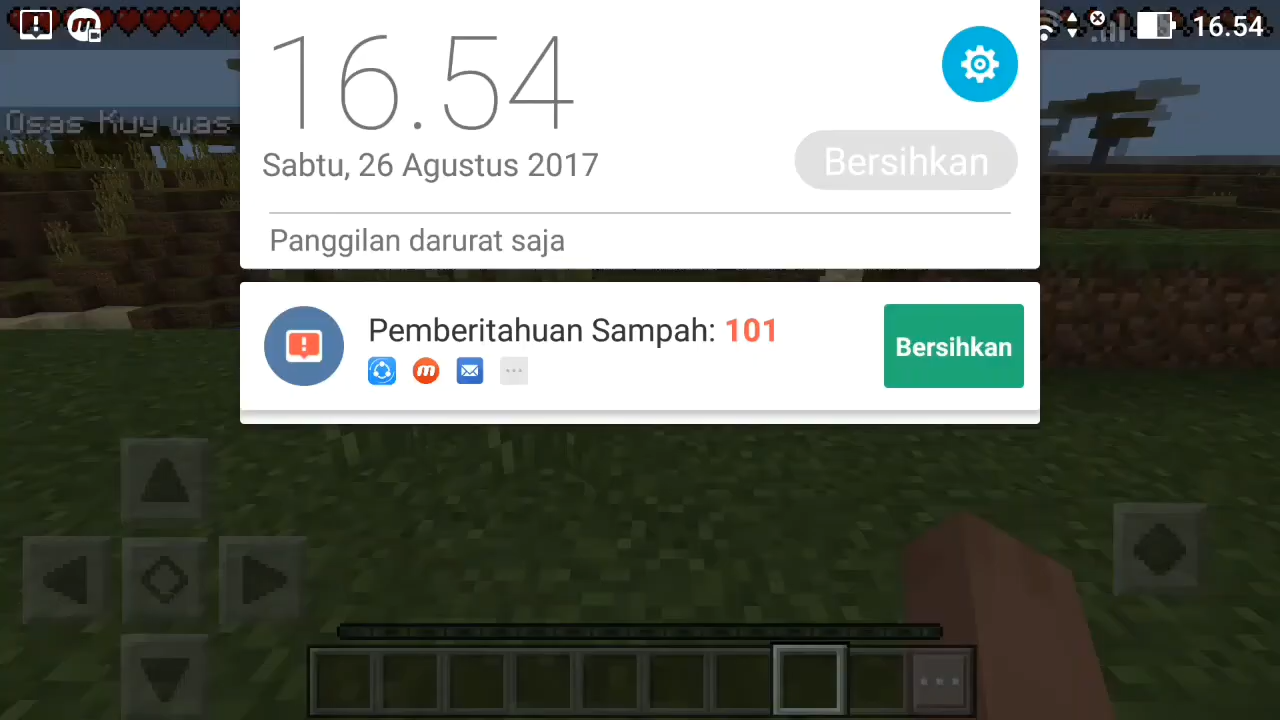 16.54
16.54
Sabtu, 26 Agustus 2017
Bersihkan
Panggilan darurat saja
Pemberitahuan Sampah: 101
Bersihkan
Osas Kuy was